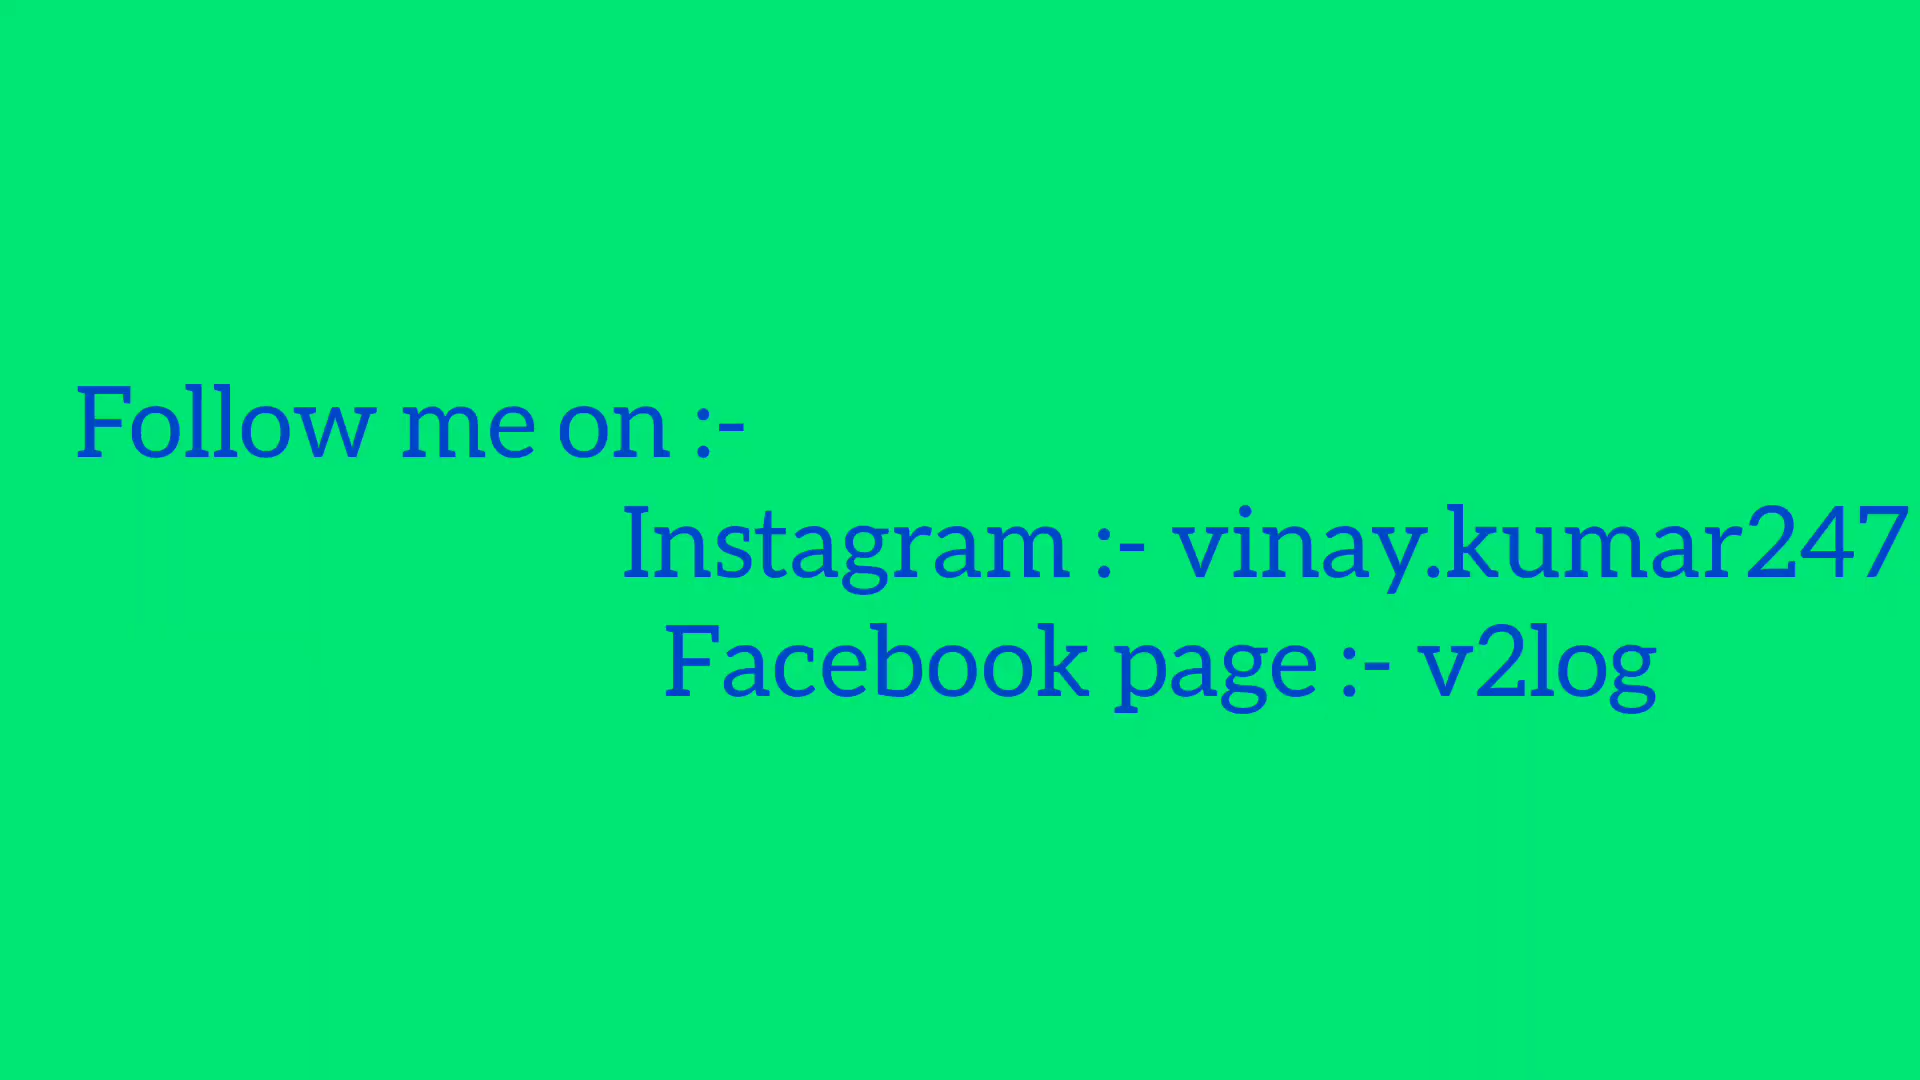 Follow me on :-
Instagram :- vinay.kumar247
Facebook page :- v2log